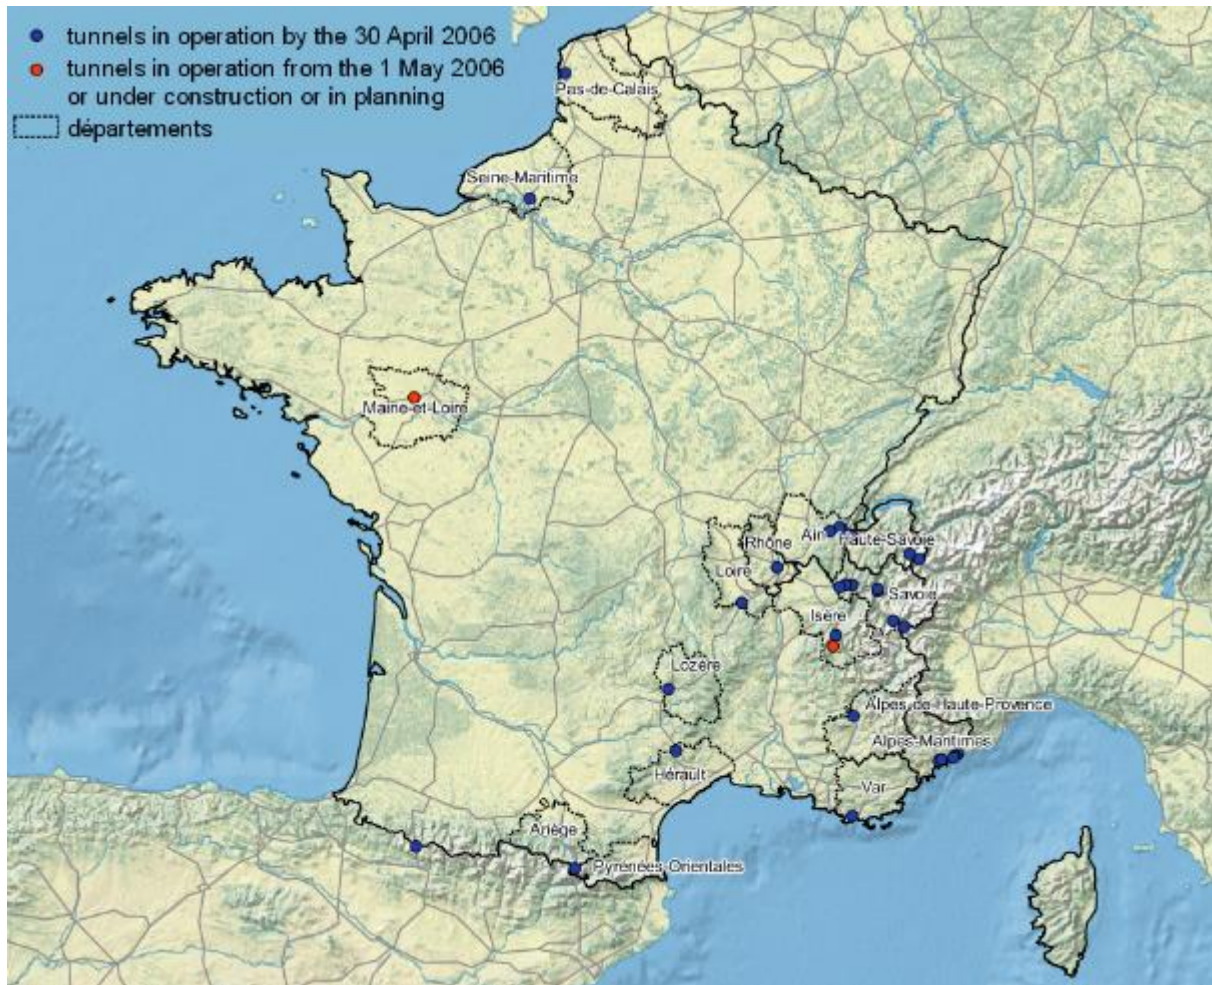 tunnels in operation by the 30 April 2006
tunnels in operation from the 1 May 2006
or under construction or in planning
départements
Pas-de-Calais
Seine-Maritime
Maine-et-Loire
Ain
Haute-Savoie
Rhône
Loire
Savoie
Isère
Lozère
Alpes-de-Haute-Provence
Alpes-Maritimes
Hérault
Var
Ariège
Pyrénées-Orientales